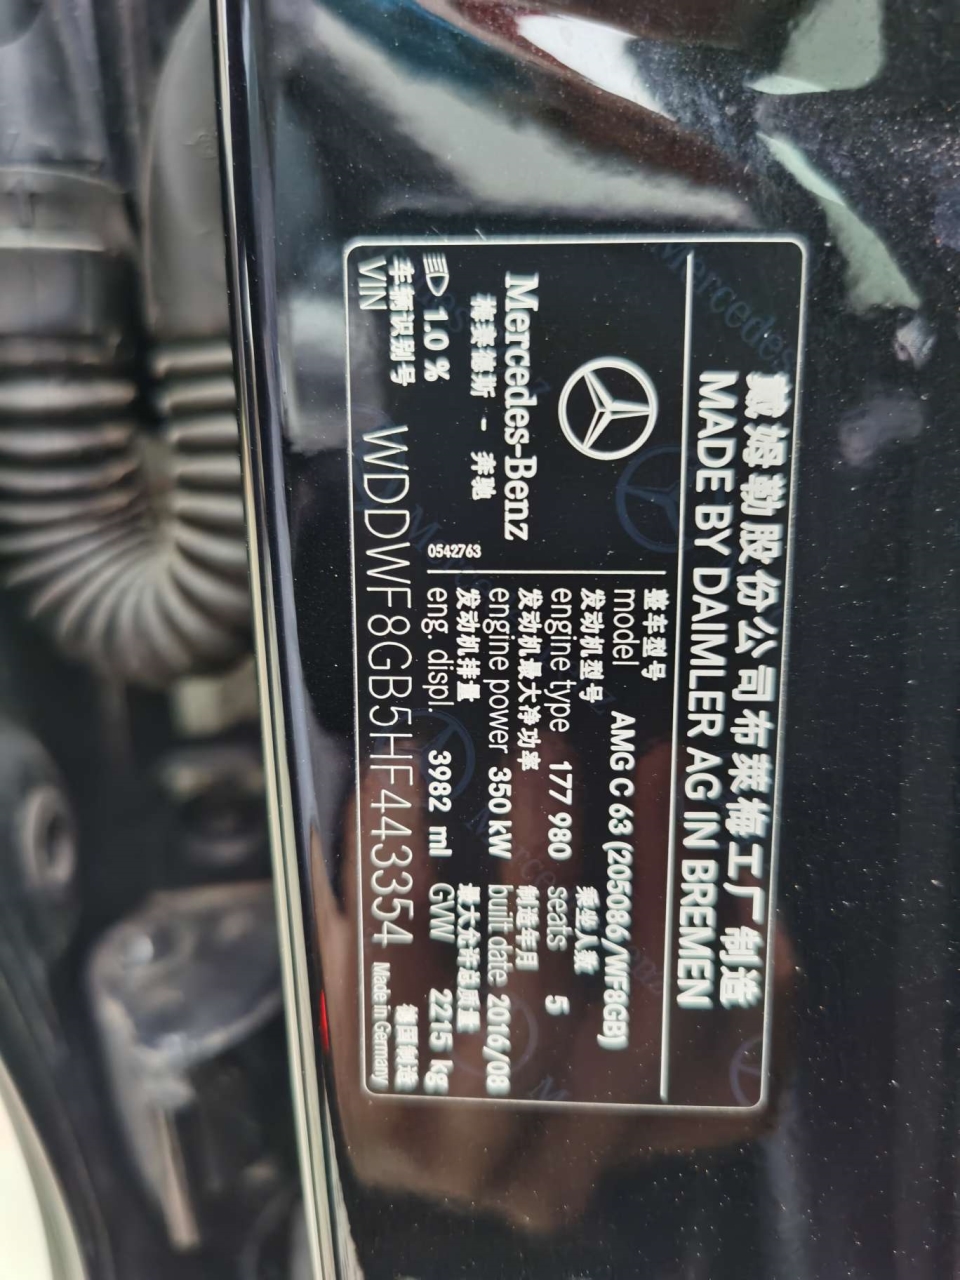 戴姆勒股份公司布莱梅工厂制造
MADE BY DAIMLER AG IN BREMEN
Mercedes-Benz
梅赛德斯 - 奔驰
1.0 %
0542763
整车型号
model AMG C 63 (205086/WF8GB)
发动机型号 乘坐人数
engine type 177 980 seats 5
发动机最大净功率 制造年月
engine power 350 kW built date 2016/08
发动机排量 最大允许总质量
eng. displ. 3982 ml GWW 2215 kg
车辆识别号 德国制造
VIN WDDWF8GB5HF443354 Made in Germany